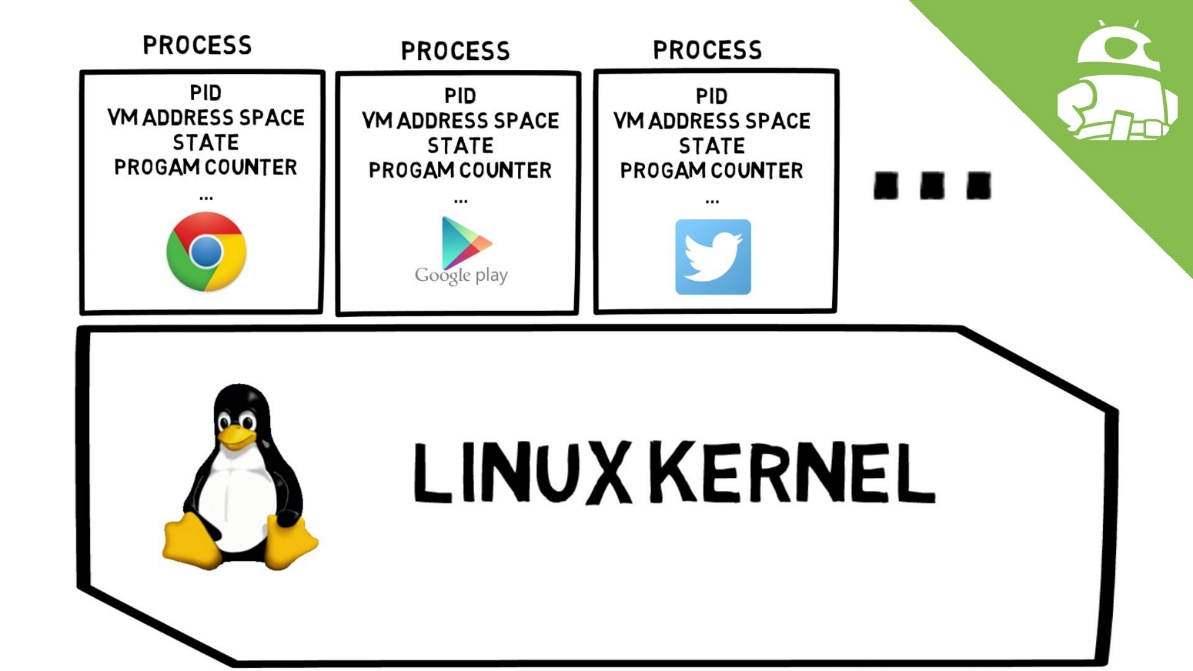 PROCESS
PID
VM ADDRESS SPACE
STATE
PROGAM COUNTER
...
PROCESS
PID
VM ADDRESS SPACE
STATE
PROGAM COUNTER
...
Google play
PROCESS
PID
VM ADDRESS SPACE
STATE
PROGAM COUNTER
...
LINUX KERNEL